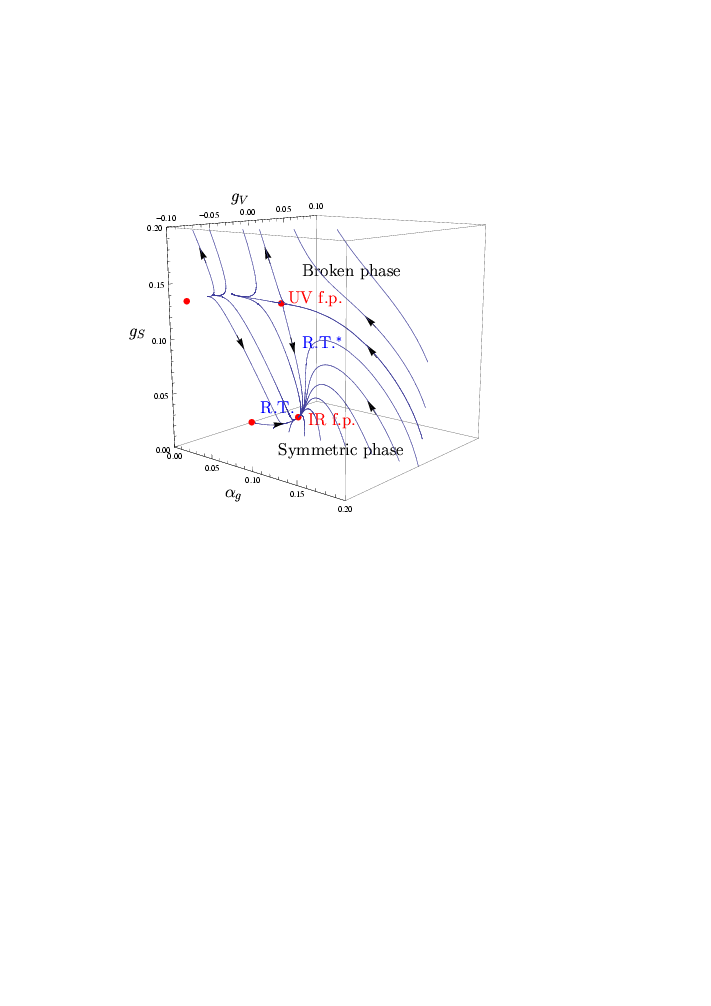 g_V
-0.10 -0.05 0.00 0.05 0.10
0.20
Broken phase
0.15
UV f.p.
g_S
0.10
R.T.*
0.05
R.T.
IR f.p.
0.00
0.00
Symmetric phase
0.05
0.10
α_g
0.15
0.20